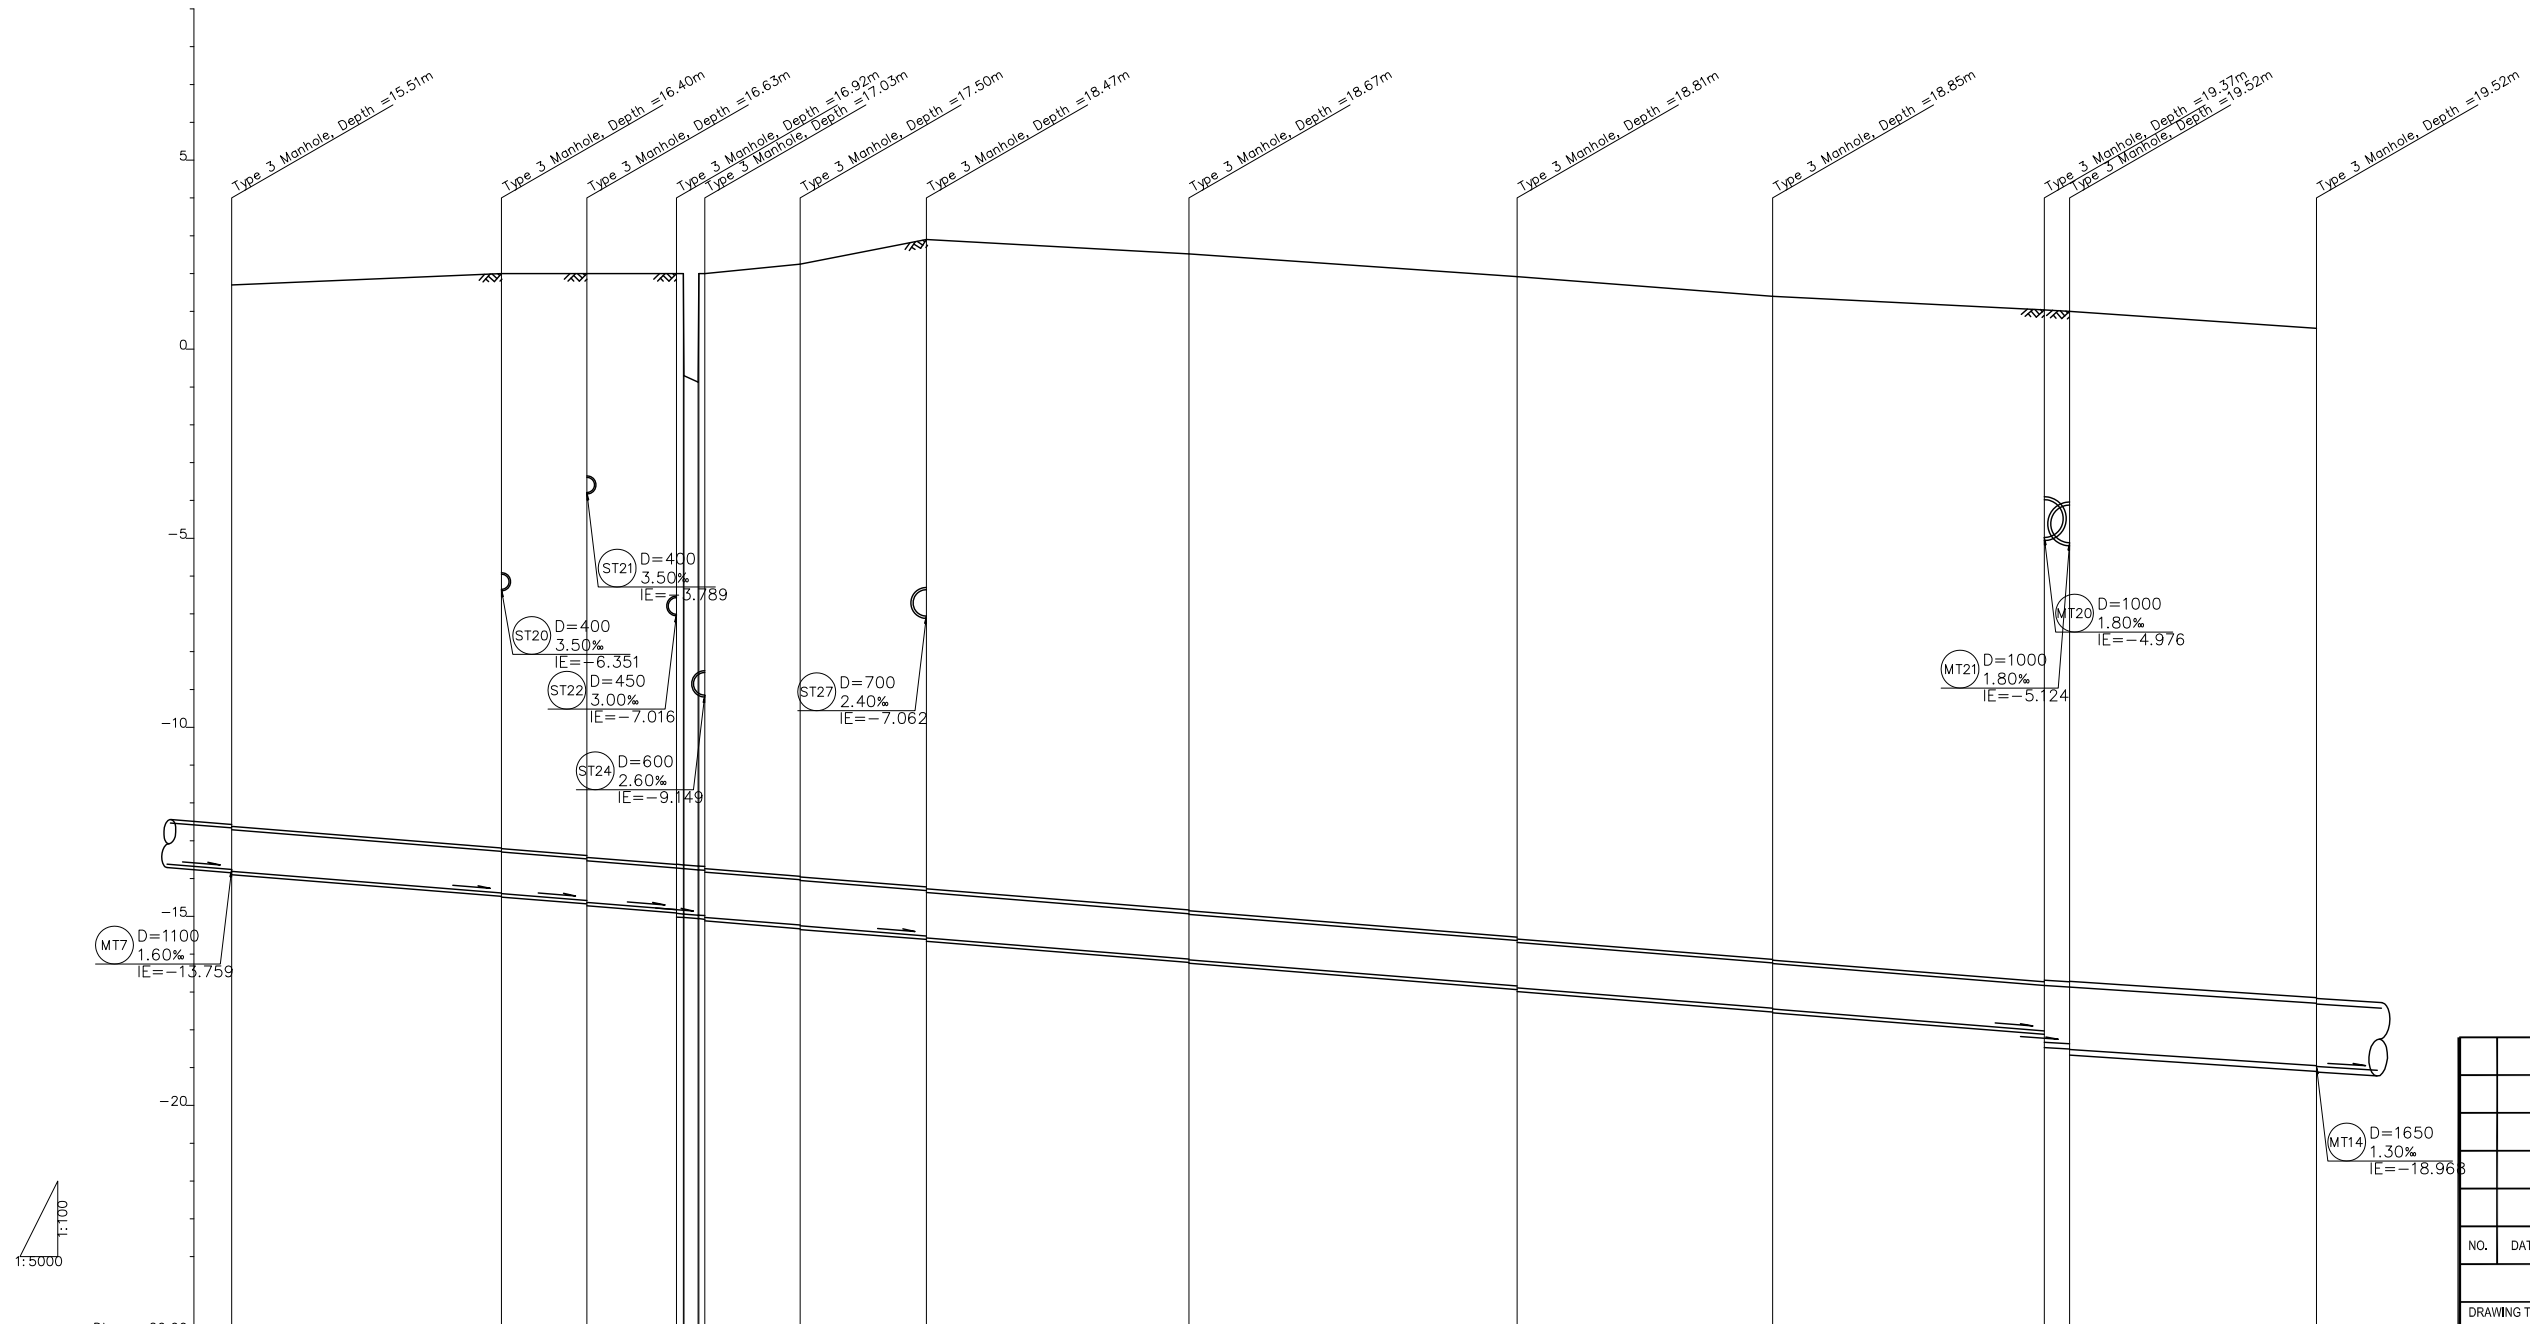 Type 3 Manhole, Depth =15.51m
Type 3 Manhole, Depth =16.40m
Type 3 Manhole, Depth =16.63m
Type 3 Manhole, Depth =16.92m
Type 3 Manhole, Depth =17.03m
Type 3 Manhole, Depth =17.50m
Type 3 Manhole, Depth =18.47m
Type 3 Manhole, Depth =18.67m
Type 3 Manhole, Depth =18.81m
Type 3 Manhole, Depth =18.85m
Type 3 Manhole, Depth =19.37m
Type 3 Manhole, Depth =19.52m
Type 3 Manhole, Depth =19.52m
5
0
-5
-10
-15
-20
ST21
D=400
3.50‰
IE=-3.789
ST20
D=400
3.50‰
IE=-6.351
ST22
D=450
3.00‰
IE=-7.016
ST24
D=600
2.60‰
IE=-9.149
ST27
D=700
2.40‰
IE=-7.062
MT20
D=1000
1.80‰
IE=-4.976
MT21
D=1000
1.80‰
IE=-5.124
MT7
D=1100
1.60‰
IE=-13.759
MT14
D=1650
1.30‰
IE=-18.968
1:100
1:5000
NO.
DAT
DRAWING T